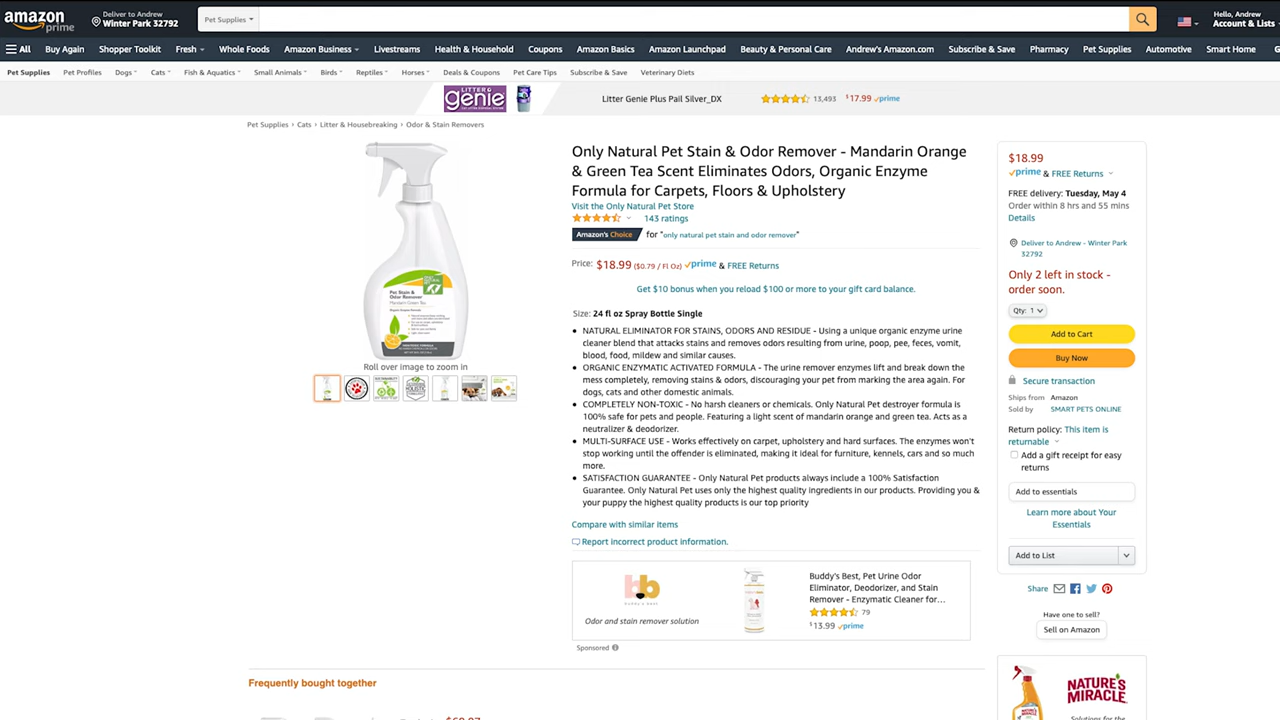 amazon
prime
Deliver to Andrew
Winter Park 32792
Pet Supplies
Hello, Andrew
Account & Lists
All Buy Again Shopper Toolkit Fresh Whole Foods Amazon Business Livestreams Health & Household Coupons Amazon Basics Amazon Launchpad Beauty & Personal Care Andrew's Amazon.com Subscribe & Save Pharmacy Pet Supplies Automotive Smart Home G
Pet Supplies Pet Profiles Dogs Cats Fish & Aquatics Small Animals Birds Reptiles Horses Deals & Coupons Pet Care Tips Subscribe & Save Veterinary Diets
LITTER
genie
Litter Genie Plus Pail Silver_DX 13,493 $17.99 prime
Pet Supplies › Cats › Litter & Housebreaking › Odor & Stain Removers
Pet Stain &
Odor Remover
Mandarin Green Tea
Roll over image to zoom in
Only Natural Pet Stain & Odor Remover - Mandarin Orange
& Green Tea Scent Eliminates Odors, Organic Enzyme
Formula for Carpets, Floors & Upholstery
Visit the Only Natural Pet Store
143 ratings
Amazon's Choice for "only natural pet stain and odor remover"
Price: $18.99 ($0.79 / Fl Oz) prime & FREE Returns
Get $10 bonus when you reload $100 or more to your gift card balance.
Size: 24 fl oz Spray Bottle Single
• NATURAL ELIMINATOR FOR STAINS, ODORS AND RESIDUE - Using a unique organic enzyme urine
cleaner blend that attacks stains and removes odors resulting from urine, poop, pee, feces, vomit,
blood, food, mildew and similar causes.
• ORGANIC ENZYMATIC ACTIVATED FORMULA - The urine remover enzymes lift and break down the
mess completely, removing stains & odors, discouraging your pet from marking the area again. For
dogs, cats and other domestic animals.
• COMPLETELY NON-TOXIC - No harsh cleaners or chemicals. Only Natural Pet destroyer formula is
100% safe for pets and people. Featuring a light scent of mandarin orange and green tea. Acts as a
neutralizer & deodorizer.
• MULTI-SURFACE USE - Works effectively on carpet, upholstery and hard surfaces. The enzymes won't
stop working until the offender is eliminated, making it ideal for furniture, kennels, cars and so much
more.
• SATISFACTION GUARANTEE - Only Natural Pet products always include a 100% Satisfaction
Guarantee. Only Natural Pet uses only the highest quality ingredients in our products. Providing you &
your puppy the highest quality products is our top priority
Compare with similar items
Report incorrect product information.
bb
buddy's best
Odor and stain remover solution
Buddy's Best, Pet Urine Odor
Eliminator, Deodorizer, and Stain
Remover - Enzymatic Cleaner for…
79
$13.99 prime
Sponsored
Frequently bought together
$18.99
prime & FREE Returns
FREE delivery: Tuesday, May 4
Order within 8 hrs and 55 mins
Details
Deliver to Andrew - Winter Park
32792
Only 2 left in stock -
order soon.
Qty: 1
Add to Cart
Buy Now
Secure transaction
Ships from Amazon
Sold by SMART PETS ONLINE
Return policy: This item is
returnable
Add a gift receipt for easy
returns
Add to essentials
Learn more about Your
Essentials
Add to List
Share
Have one to sell?
Sell on Amazon
NATURE'S
MIRACLE
Solutions for the